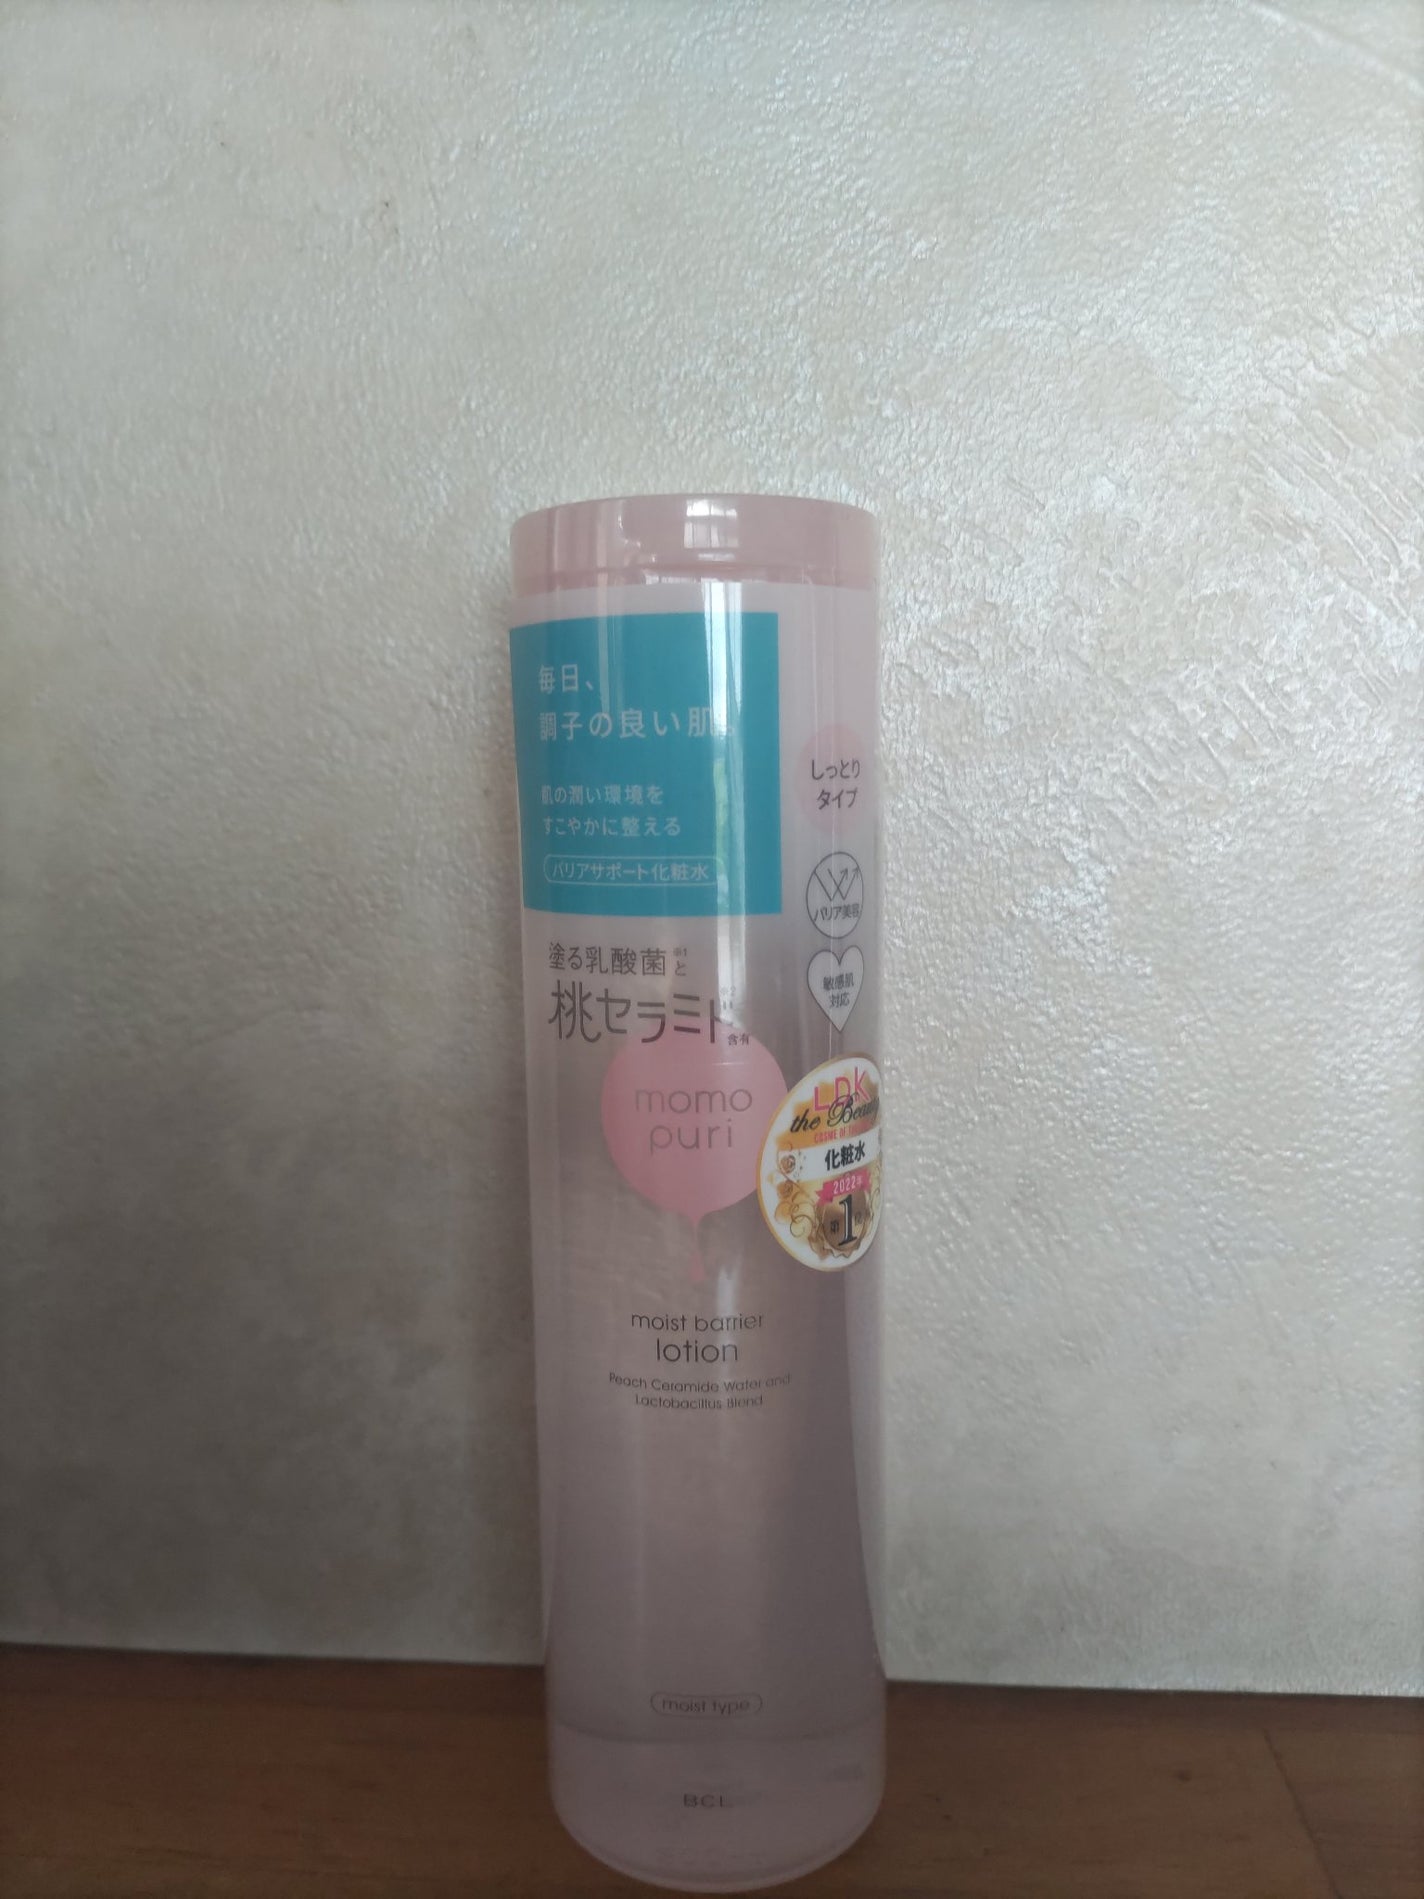 毎日、
調子の良い肌。
肌の潤い環境を
すこやかに整える
バリアサポート化粧水
しっとり
タイプ
バリア美容
敏感肌
対応
塗る乳酸菌※1と
桃セラミド※2
含有
momo
puri
LDK
the Beauty
化粧水
2022年
第1位
moist barrier
lotion
Peach Ceramide Water and
Lactobacillus Blend
moist type
BCL